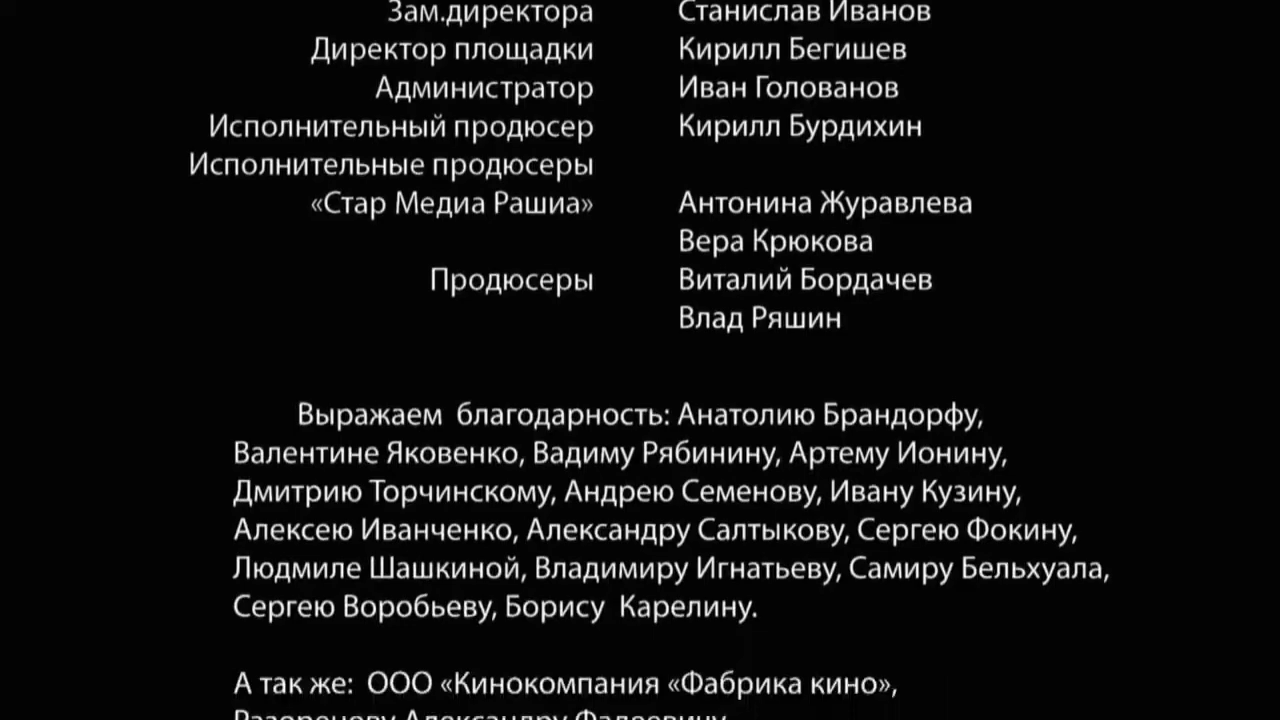 Зам.директора Станислав Иванов
Директор площадки Кирилл Бегишев
Администратор Иван Голованов
Исполнительный продюсер Кирилл Бурдихин
Исполнительные продюсеры
«Стар Медиа Рашиа» Антонина Журавлева
Вера Крюкова
Продюсеры Виталий Бордачев
Влад Ряшин
Выражаем благодарность: Анатолию Брандорфу,
Валентине Яковенко, Вадиму Рябинину, Артему Ионину,
Дмитрию Торчинскому, Андрею Семенову, Ивану Кузину,
Алексею Иванченко, Александру Салтыкову, Сергею Фокину,
Людмиле Шашкиной, Владимиру Игнатьеву, Самиру Бельхуала,
Сергею Воробьеву, Борису Карелину.
А так же: ООО «Кинокомпания «Фабрика кино»,
Александру